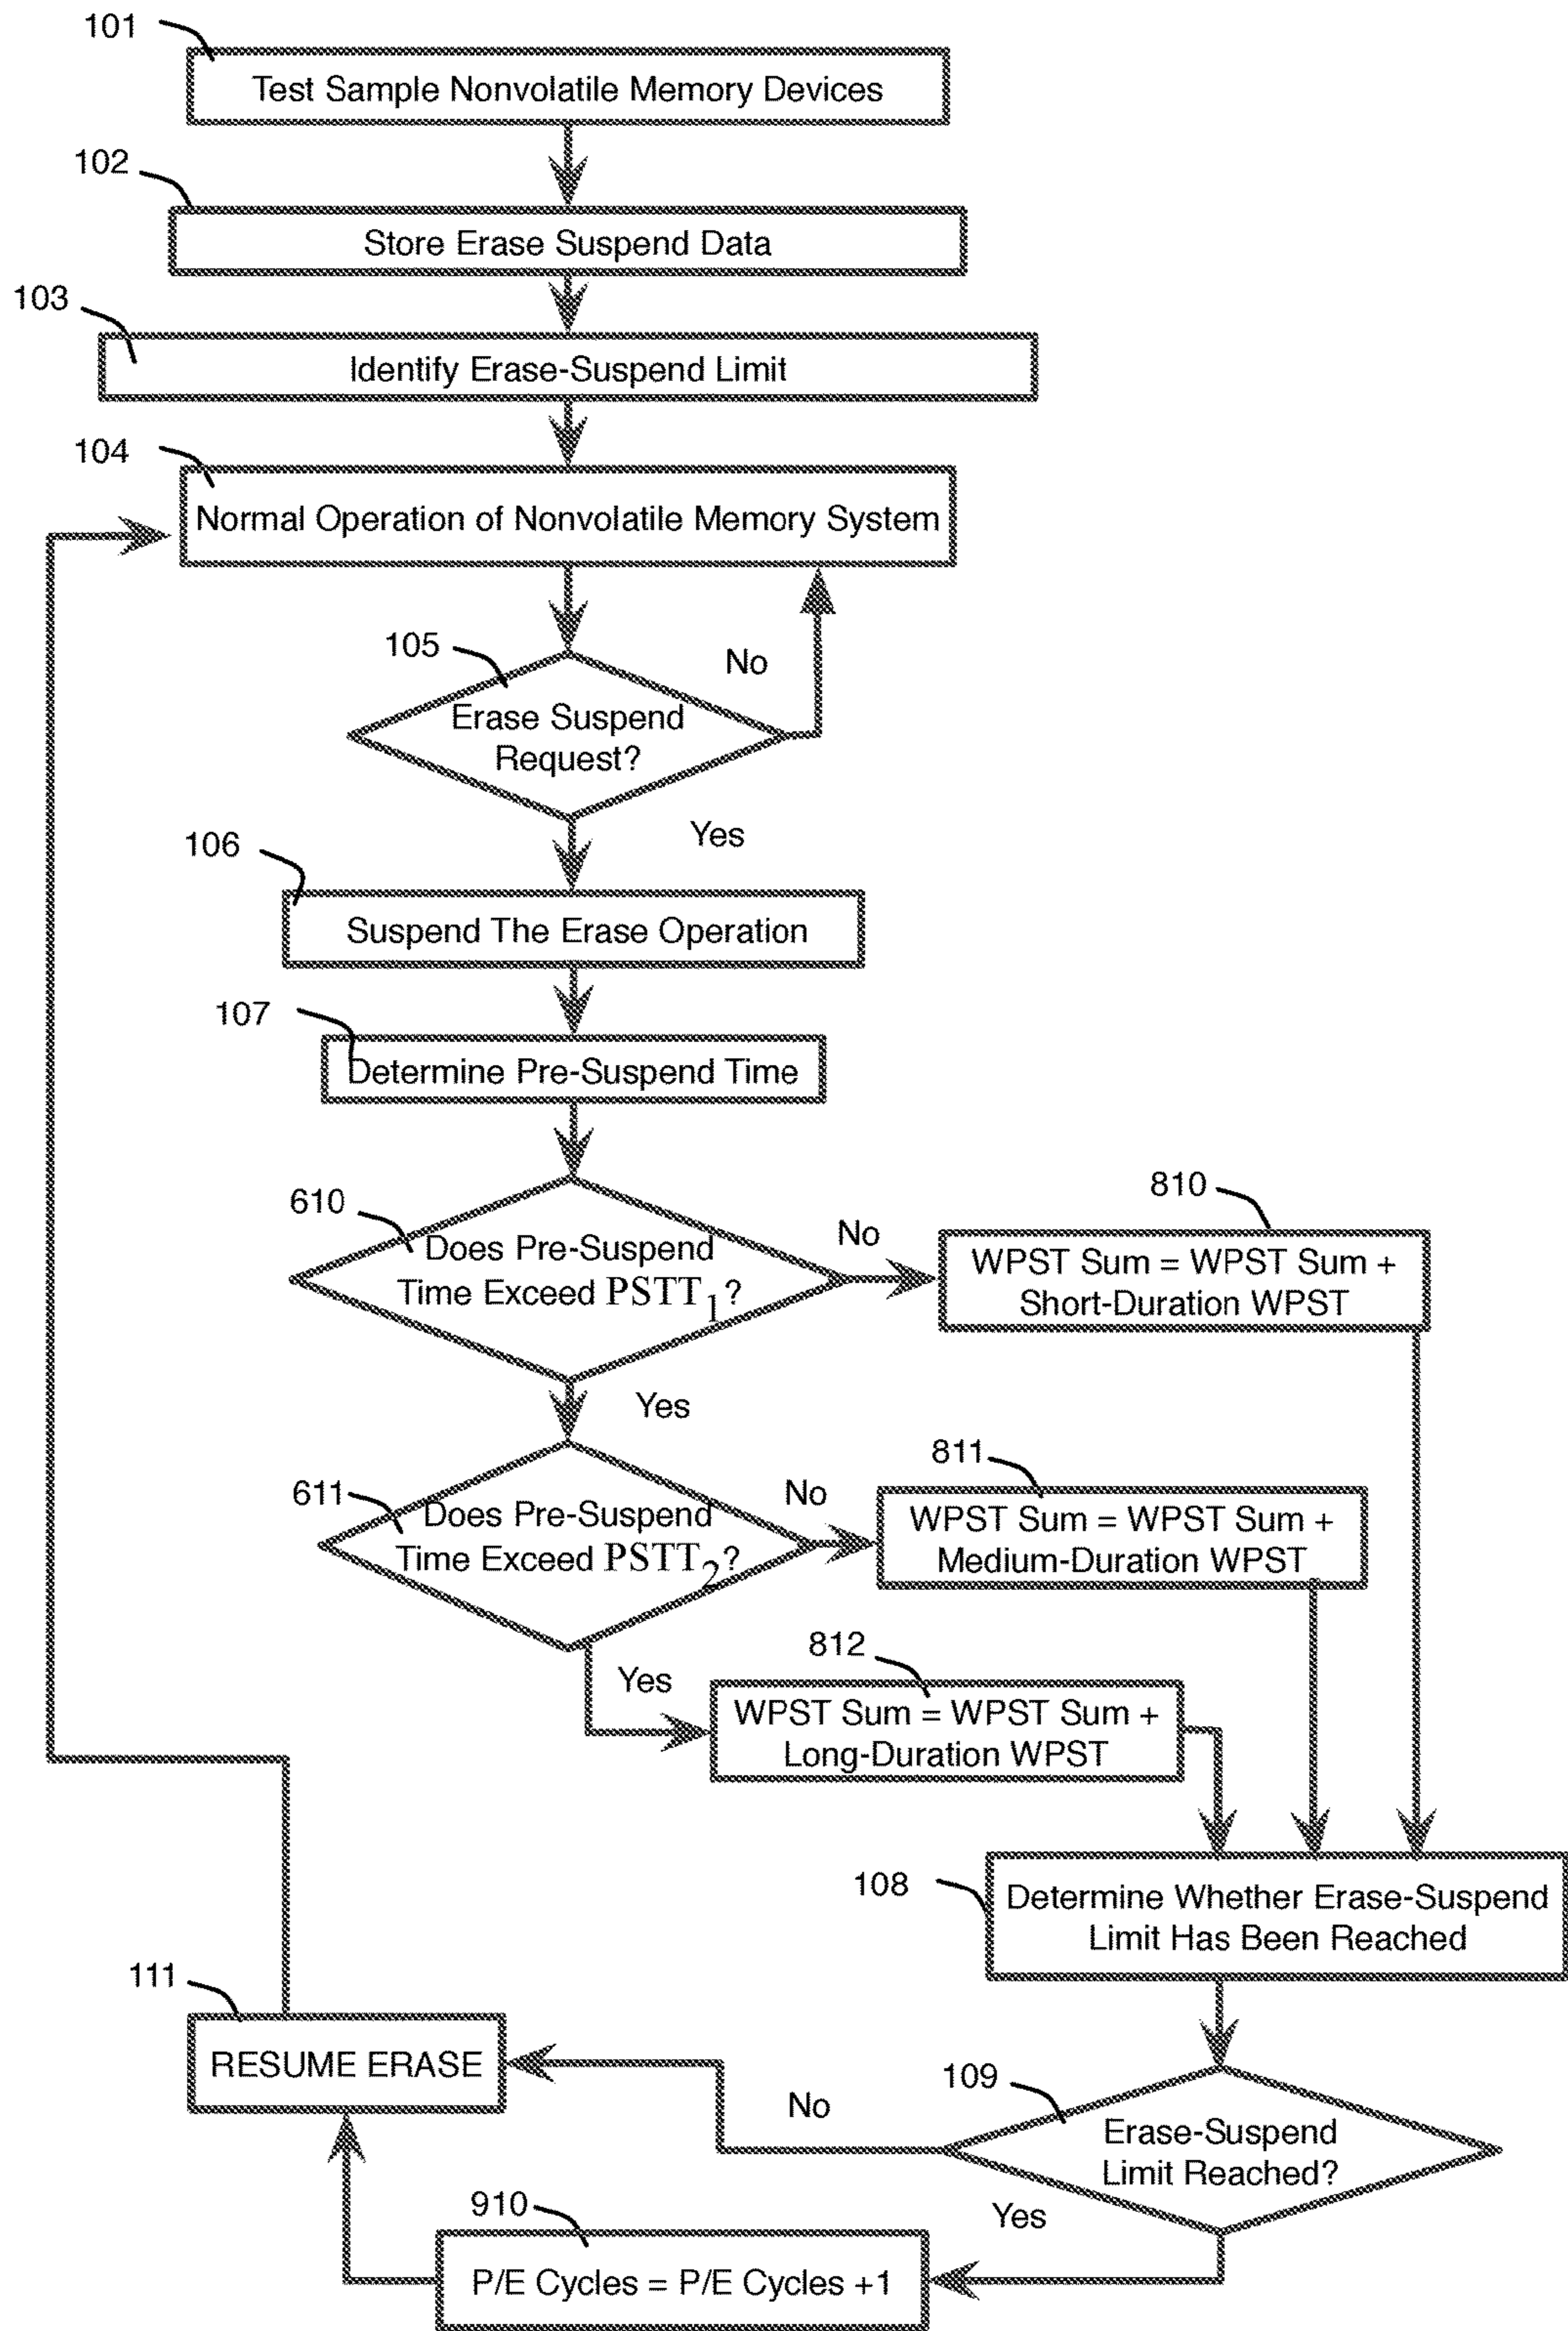 101
Test Sample Nonvolatile Memory Devices
102
Store Erase Suspend Data
103
Identify Erase-Suspend Limit
104
Normal Operation of Nonvolatile Memory System
105
No
Erase Suspend
Request?
Yes
106
Suspend The Erase Operation
107
Determine Pre-Suspend Time
610
Does Pre-Suspend
Time Exceed PSTT1?
No
810
WPST Sum = WPST Sum +
Short-Duration WPST
Yes
611
Does Pre-Suspend
Time Exceed PSTT2?
No
811
WPST Sum = WPST Sum +
Medium-Duration WPST
Yes
812
WPST Sum = WPST Sum +
Long-Duration WPST
108
Determine Whether Erase-Suspend
Limit Has Been Reached
111
RESUME ERASE
No
109
Erase-Suspend
Limit Reached?
Yes
910
P/E Cycles = P/E Cycles +1